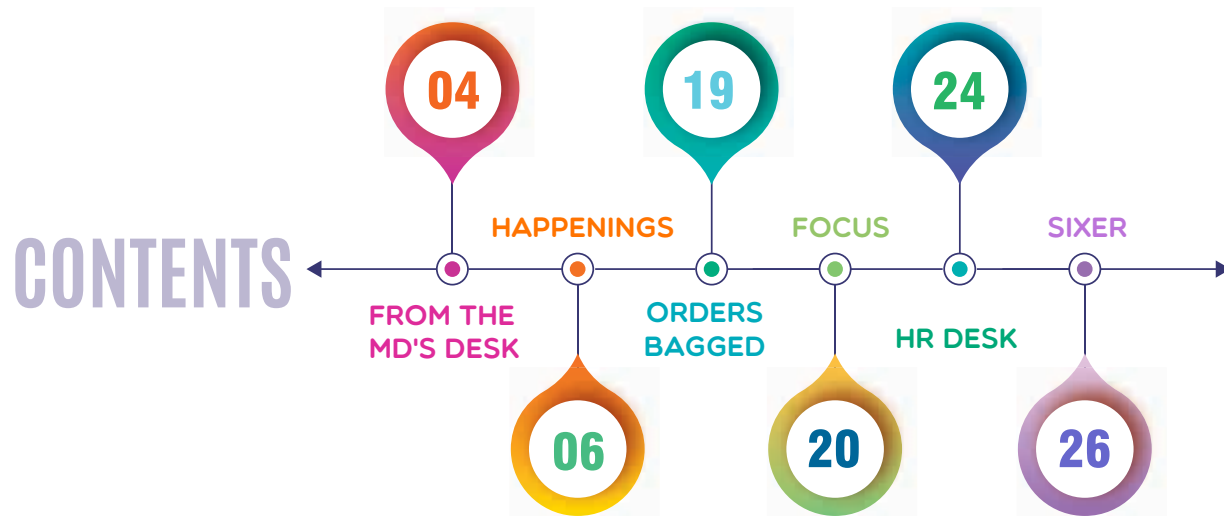 CONTENTS
04
FROM THE
MD'S DESK
HAPPENINGS
06
19
ORDERS
BAGGED
FOCUS
20
24
HR DESK
SIXER
26